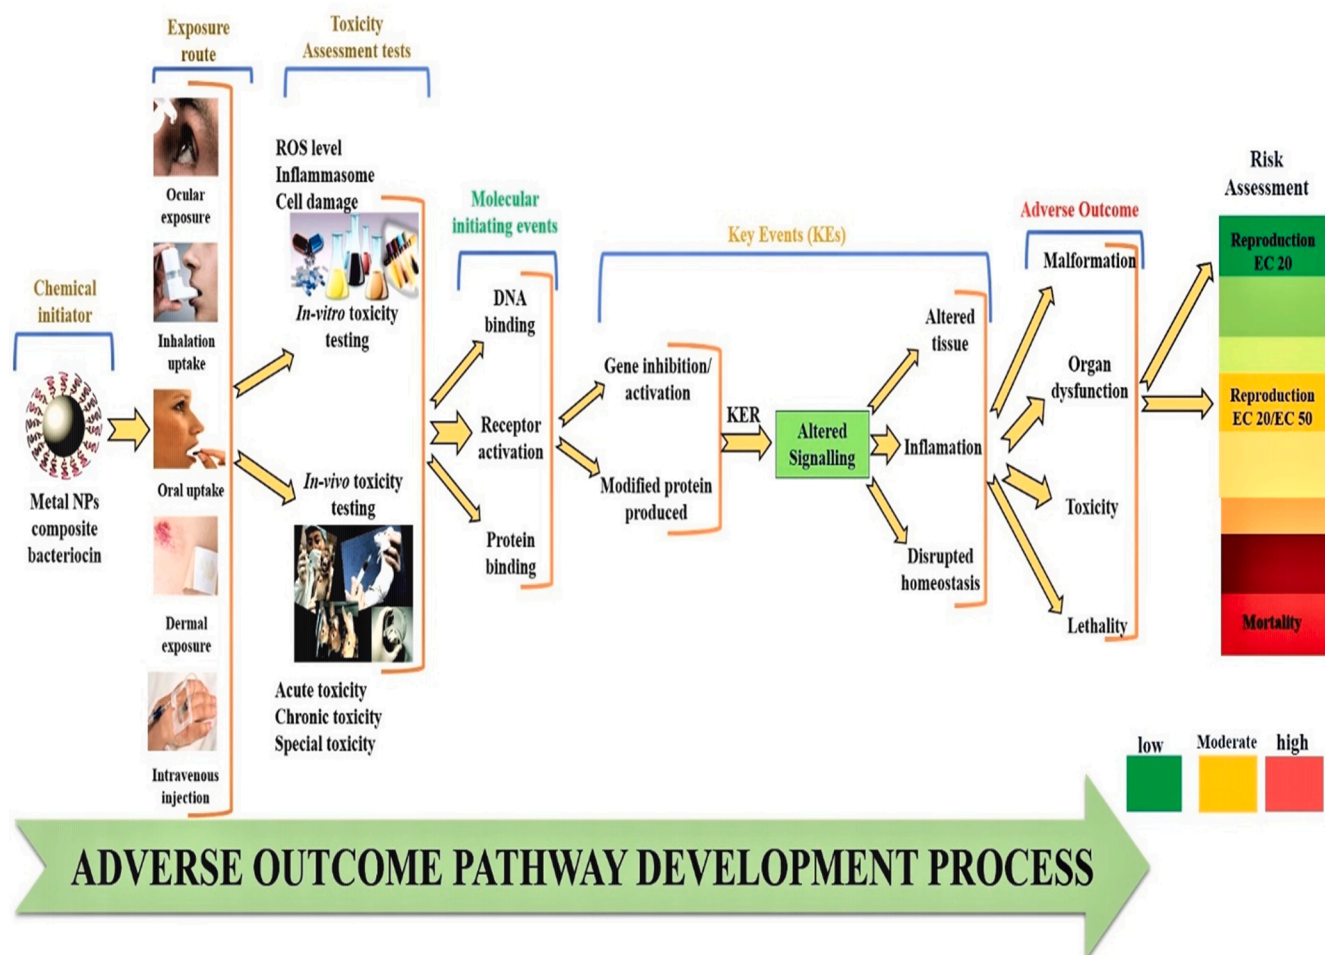 Chemical
initiator
Metal NPs
composite
bacteriocin
Exposure
route
Ocular
exposure
Inhalation
uptake
Oral uptake
Dermal
exposure
Intravenous
injection
Toxicity
Assessment tests
ROS level
Inflammasome
Cell damage
In-vitro toxicity
testing
In-vivo toxicity
testing
Acute toxicity
Chronic toxicity
Special toxicity
Molecular
initiating events
DNA
binding
Receptor
activation
Protein
binding
Key Events (KEs)
Gene inhibition/
activation
Modified protein
produced
KER
Altered
Signalling
Altered
tissue
Inflamation
Disrupted
homeostasis
Adverse Outcome
Malformation
Organ
dysfunction
Toxicity
Lethality
Risk
Assessment
Reproduction
EC 20
Reproduction
EC 20/EC 50
Mortality
low
Moderate
high
ADVERSE OUTCOME PATHWAY DEVELOPMENT PROCESS